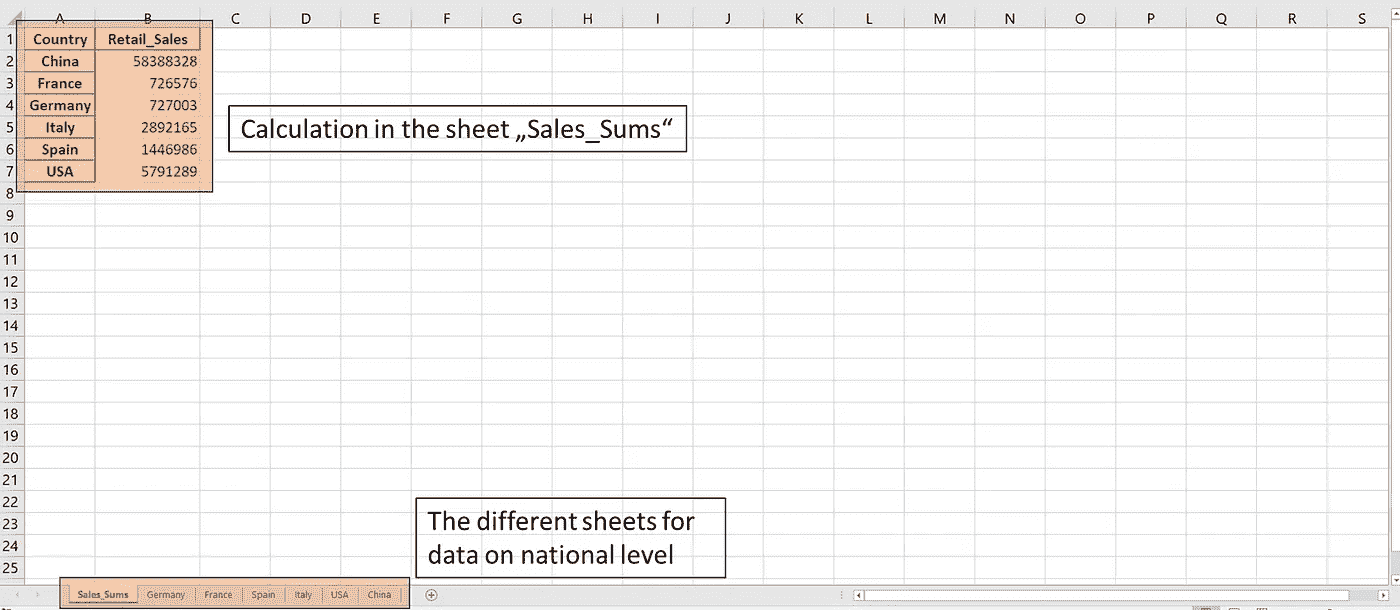 A B C D E F G H I J K L M N O P Q R S
1 Country Retail_Sales
2 China 58388328
3 France 726576
4 Germany 727003
5 Italy 2892165
6 Spain 1446986
7 USA 5791289
Calculation in the sheet „Sales_Sums“
8
9
10
11
12
13
14
15
16
17
18
19
20
21
22
23
24
25
The different sheets for
data on national level
Sales_Sums Germany France Spain Italy USA China